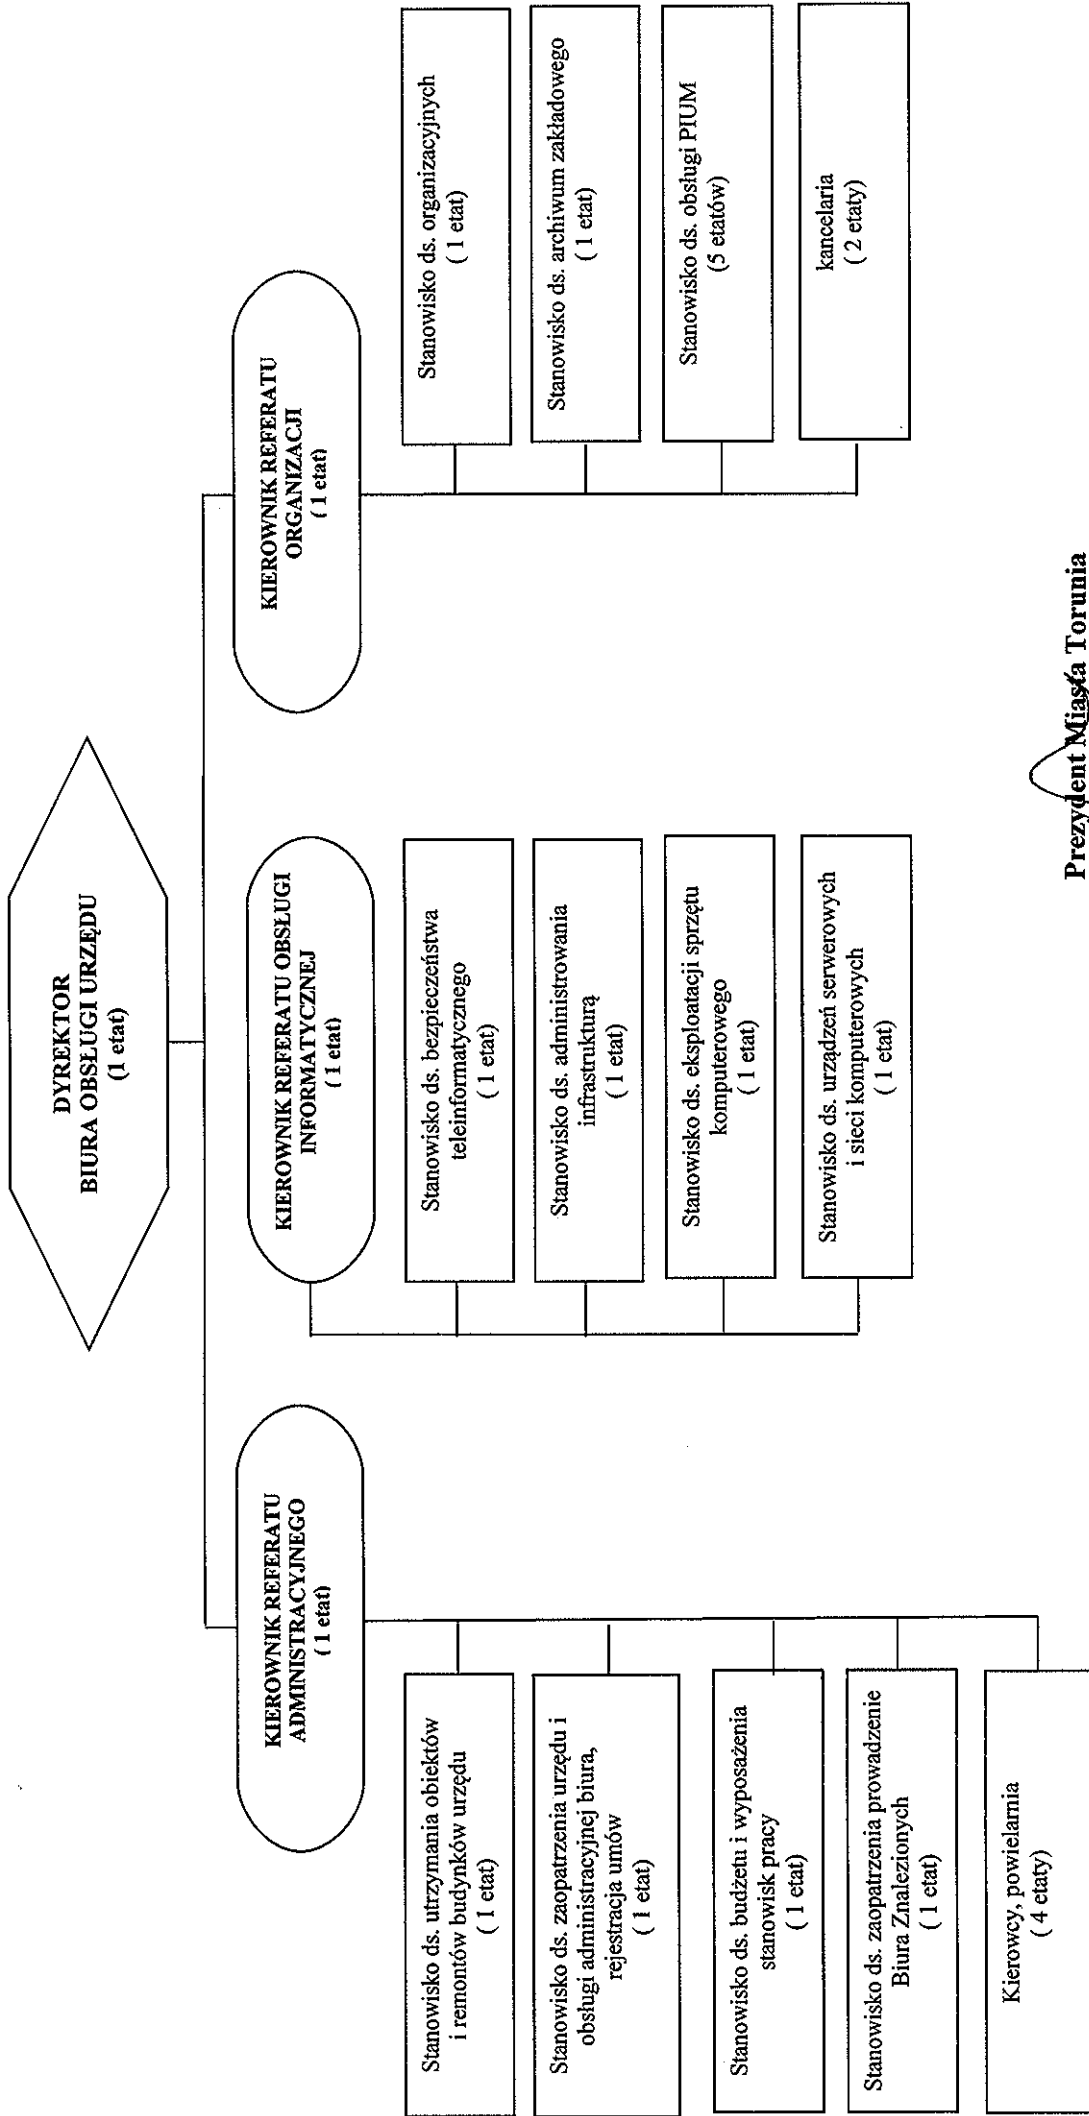 DYREKTOR
BIURA OBSŁUGI URZĘDU
(1 etat)
KIEROWNIK REFERATU
ADMINISTRACYJNEGO
( 1 etat)
Stanowisko ds. utrzymania obiektów
i remontów budynków urzędu
( 1 etat)
Stanowisko ds. zaopatrzenia urzędu i
obsługi administracyjnej biura,
rejestracja umów
( 1 etat)
Stanowisko ds. budżetu i wyposażenia
stanowisk pracy
( 1 etat)
Stanowisko ds. zaopatrzenia prowadzenie
Biura Znalezionych
( 1 etat)
Kierowcy, powielarnia
( 4 etaty)
KIEROWNIK REFERATU OBSŁUGI
INFORMATYCZNEJ
( 1 etat)
Stanowisko ds. bezpieczeństwa
teleinformatycznego
( 1 etat)
Stanowisko ds. administrowania
infrastrukturą
( 1 etat)
Stanowisko ds. eksploatacji sprzętu
komputerowego
( 1 etat)
Stanowisko ds. urządzeń serwerowych
i sieci komputerowych
( 1 etat)
KIEROWNIK REFERATU
ORGANIZACJI
( 1 etat)
Stanowisko ds. organizacyjnych
( 1 etat)
Stanowisko ds. archiwum zakładowego
( 1 etat)
Stanowisko ds. obsługi PIUM
(5 etatów)
kancelaria
( 2 etaty)
Prezydent Miasta Torunia